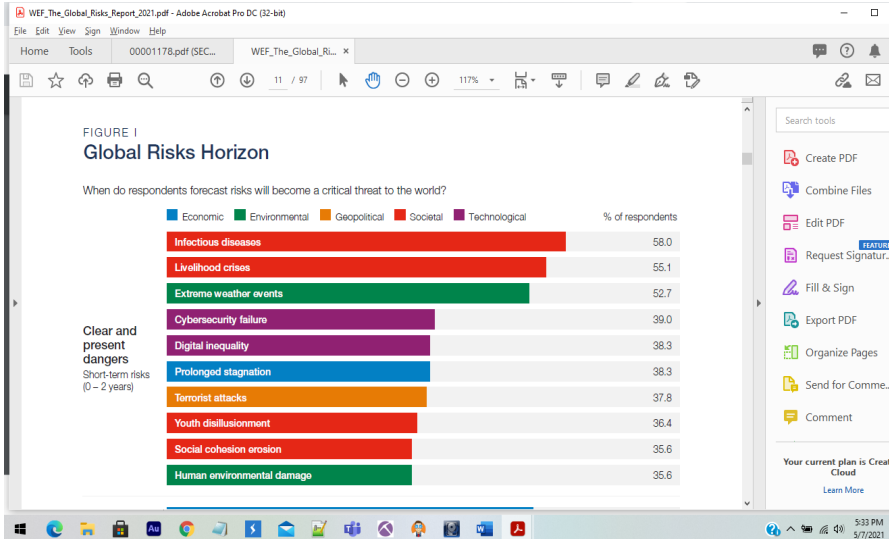 WEF_The_Global_Risks_Report_2021.pdf - Adobe Acrobat Pro DC (32-bit)
File Edit View Sign Window Help
Home Tools 00001178.pdf (SEC... WEF_The_Global_Ri... ×
11 / 97 117%
FIGURE I
Global Risks Horizon
When do respondents forecast risks will become a critical threat to the world?
Economic Environmental Geopolitical Societal Technological % of respondents
Infectious diseases 58.0
Livelihood crises 55.1
Extreme weather events 52.7
Cybersecurity failure 39.0
Digital inequality 38.3
Prolonged stagnation 38.3
Terrorist attacks 37.8
Youth disillusionment 36.4
Social cohesion erosion 35.6
Human environmental damage 35.6
Clear and
present
dangers
Short-term risks
(0 – 2 years)
Search tools
Create PDF
Combine Files
Edit PDF
FEATURE
Request Signatur..
Fill & Sign
Export PDF
Organize Pages
Send for Comme..
Comment
Your current plan is Creat
Cloud
Learn More
Au
5:33 PM
5/7/2021